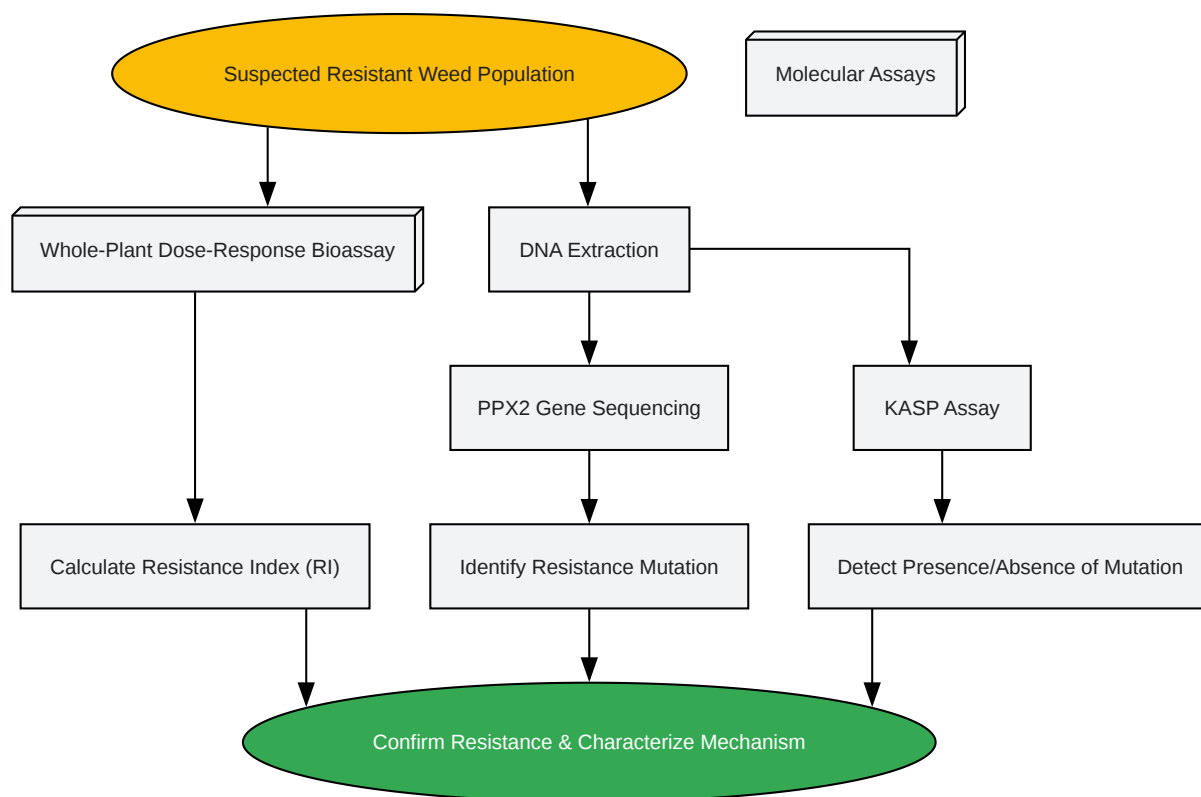 Suspected Resistant Weed Population
Molecular Assays
Whole-Plant Dose-Response Bioassay
DNA Extraction
PPX2 Gene Sequencing
KASP Assay
Calculate Resistance Index (RI)
Identify Resistance Mutation
Detect Presence/Absence of Mutation
Confirm Resistance & Characterize Mechanism